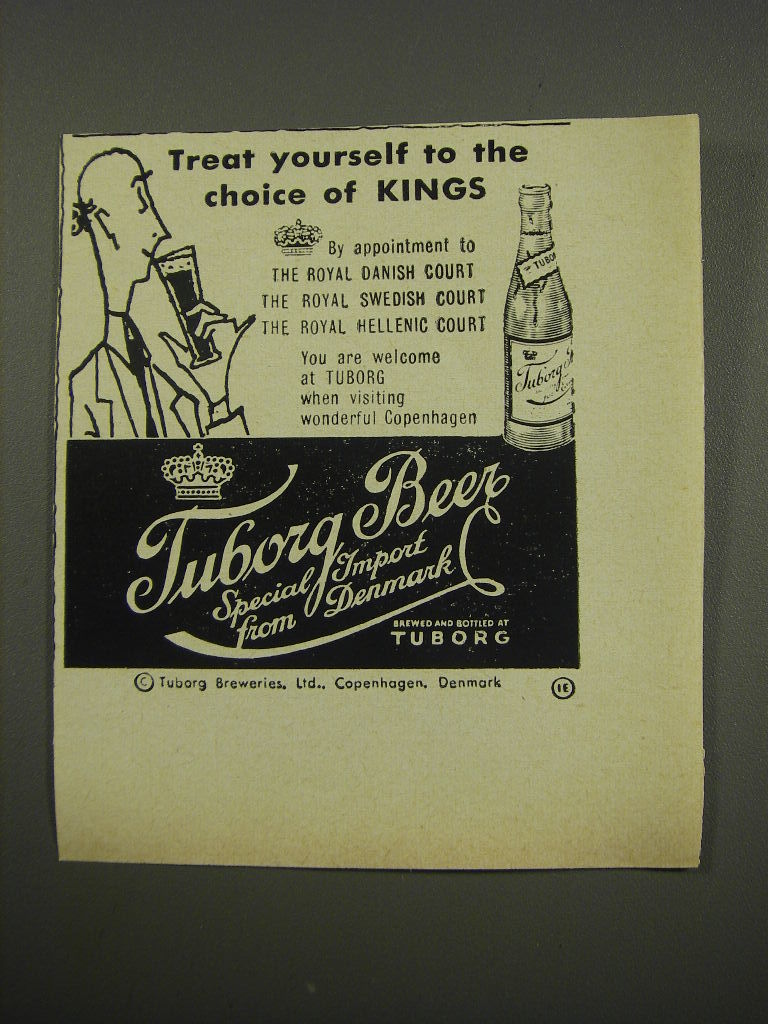 Treat yourself to the
choice of KINGS
By appointment to
THE ROYAL DANISH COURT
THE ROYAL SWEDISH COURT
THE ROYAL HELLENIC COURT
You are welcome
at TUBORG
when visiting
wonderful Copenhagen
TUBO
Tuborg
Tuborg Beer
Special Import
from Denmark
BREWED AND BOTTLED AT
TUBORG
© Tuborg Breweries, Ltd., Copenhagen, Denmark
IE